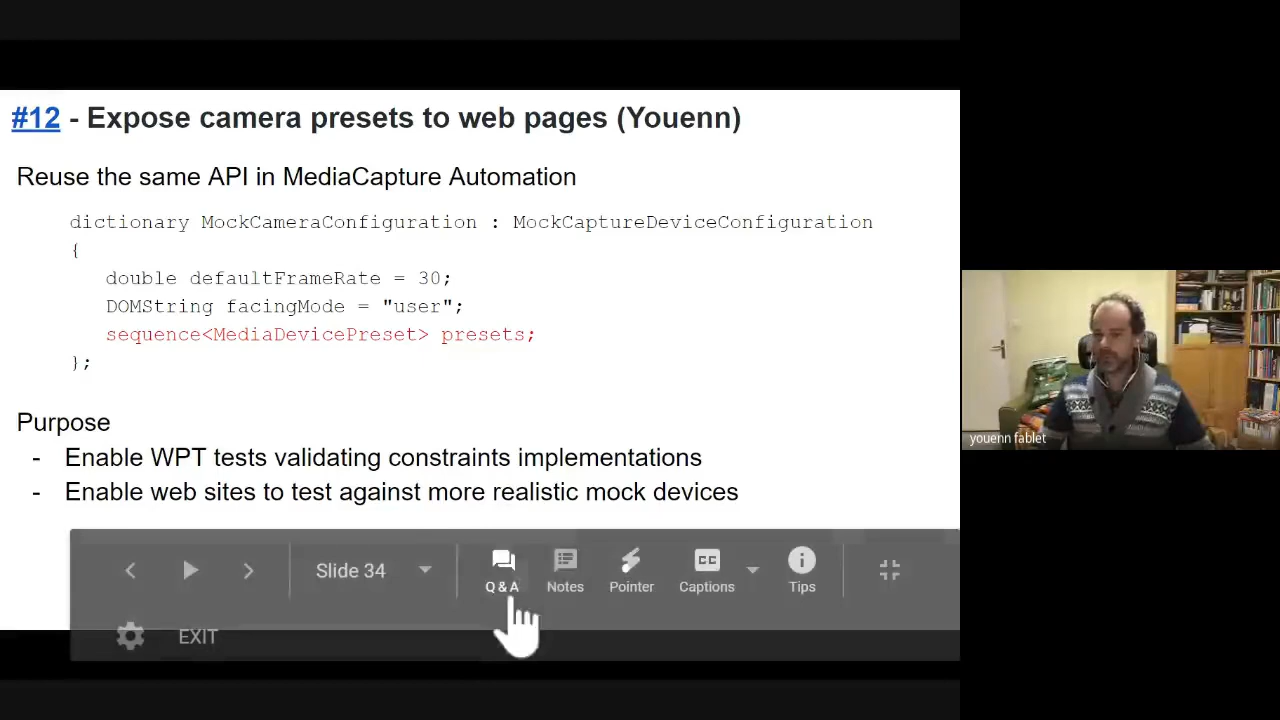 #12 - Expose camera presets to web pages (Youenn)
Reuse the same API in MediaCapture Automation
dictionary MockCameraConfiguration : MockCaptureDeviceConfiguration
{
double defaultFrameRate = 30;
DOMString facingMode = "user";
sequence<MediaDevicePreset> presets;
};
Purpose
- Enable WPT tests validating constraints implementations
- Enable web sites to test against more realistic mock devices
Slide 34
Q & A
Notes
Pointer
CC
Captions
Tips
EXIT
youenn fablet